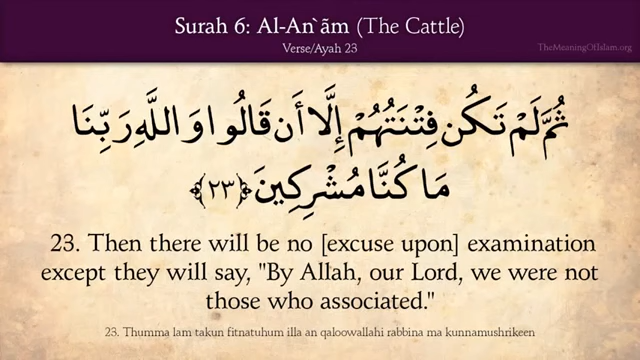 Surah 6: Al-An`ãm (The Cattle)
Verse/Ayah 23
TheMeaningOfIslam.org
ثُمَّ لَمْ تَكُن فِتْنَتُهُمْ إِلَّا أَن قَالُوا وَاللَّهِ رَبِّنَا
مَا كُنَّا مُشْرِكِينَ ﴿٢٣﴾
23. Then there will be no [excuse upon] examination
except they will say, "By Allah, our Lord, we were not
those who associated."
23. Thumma lam takun fitnatuhum illa an qaloowallahi rabbina ma kunnamushrikeen